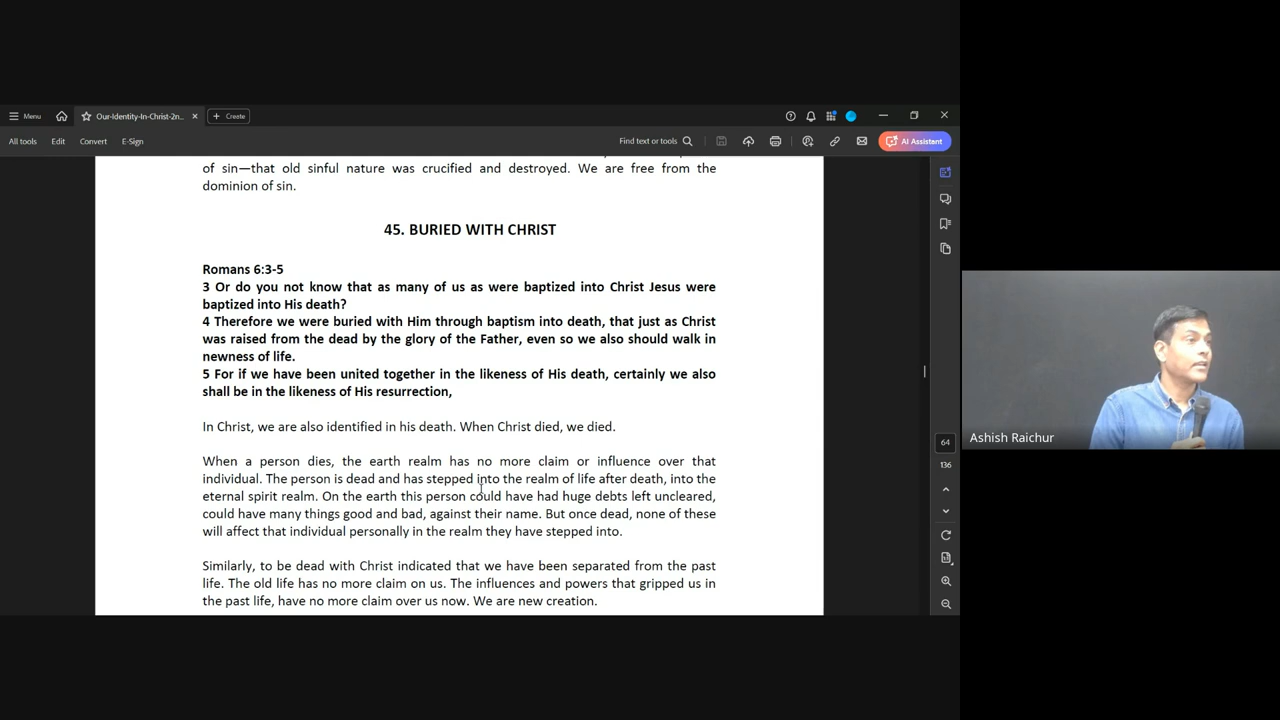 Menu
Our-Identity-In-Christ-2n...
Create
All tools
Edit
Convert
E-Sign
Find text or tools
AI Assistant
of sin—that old sinful nature was crucified and destroyed. We are free from the
dominion of sin.
45. BURIED WITH CHRIST
Romans 6:3-5
3 Or do you not know that as many of us as were baptized into Christ Jesus were
baptized into His death?
4 Therefore we were buried with Him through baptism into death, that just as Christ
was raised from the dead by the glory of the Father, even so we also should walk in
newness of life.
5 For if we have been united together in the likeness of His death, certainly we also
shall be in the likeness of His resurrection,
In Christ, we are also identified in his death. When Christ died, we died.
When a person dies, the earth realm has no more claim or influence over that
individual. The person is dead and has stepped into the realm of life after death, into the
eternal spirit realm. On the earth this person could have had huge debts left uncleared,
could have many things good and bad, against their name. But once dead, none of these
will affect that individual personally in the realm they have stepped into.
Similarly, to be dead with Christ indicated that we have been separated from the past
life. The old life has no more claim on us. The influences and powers that gripped us in
the past life, have no more claim over us now. We are new creation.
64
136
Ashish Raichur